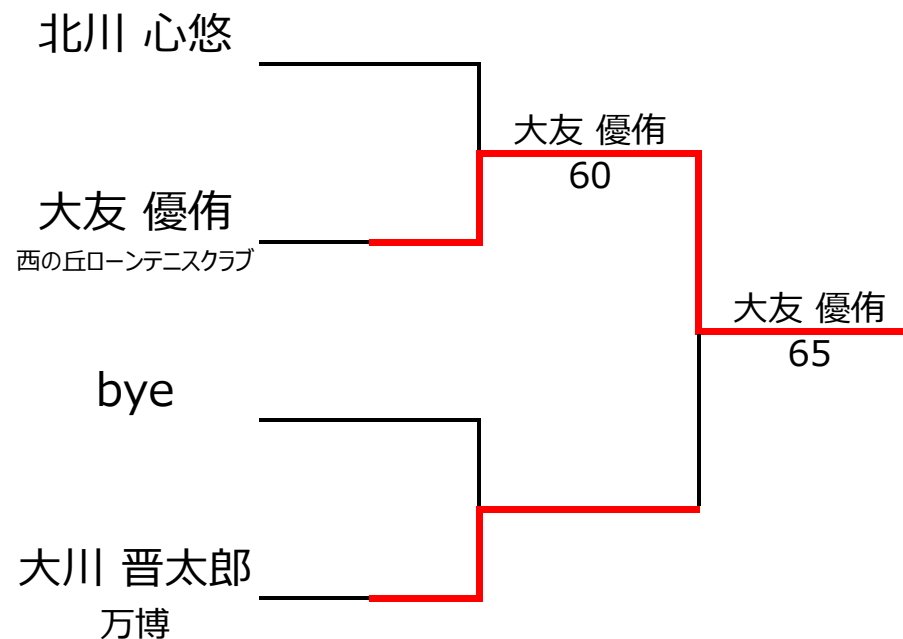 北川 心悠
大友 優侑
60
大友 優侑
西の丘ローンテニスクラブ
大友 優侑
65
bye
大川 晋太郎
万博